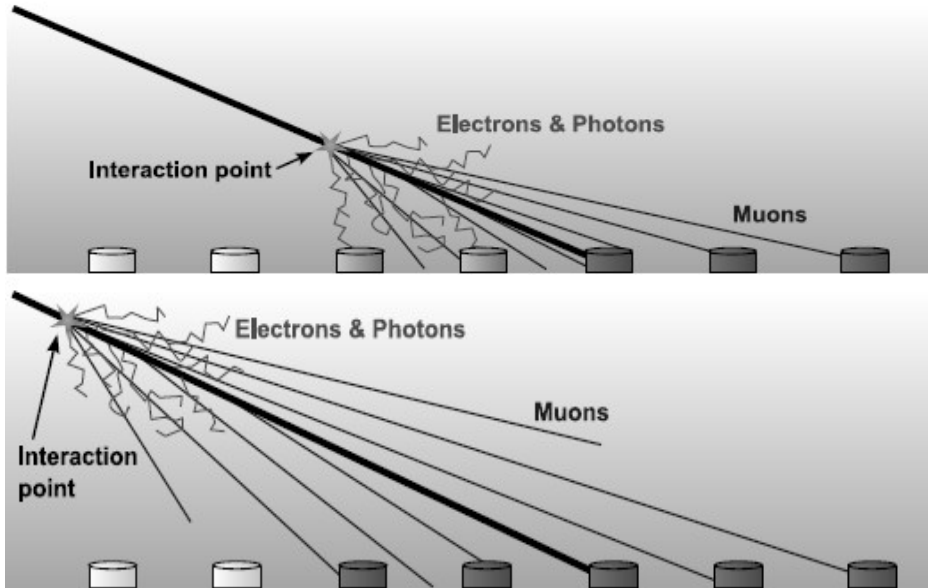 Electrons & Photons
Interaction point
Muons
Electrons & Photons
Muons
Interaction
point